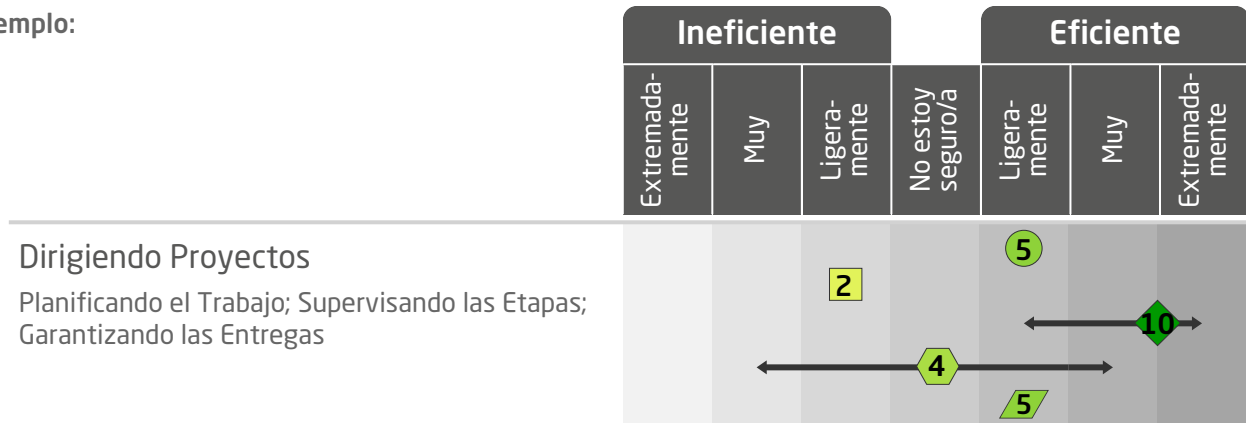 emplo:
Ineficiente
Eficiente
Extremada-
mente
Muy
Ligera-
mente
No estoy
seguro/a
Ligera-
mente
Muy
Extremada-
mente
Dirigiendo Proyectos
5
2
Planificando el Trabajo; Supervisando las Etapas;
Garantizando las Entregas
10
4
5